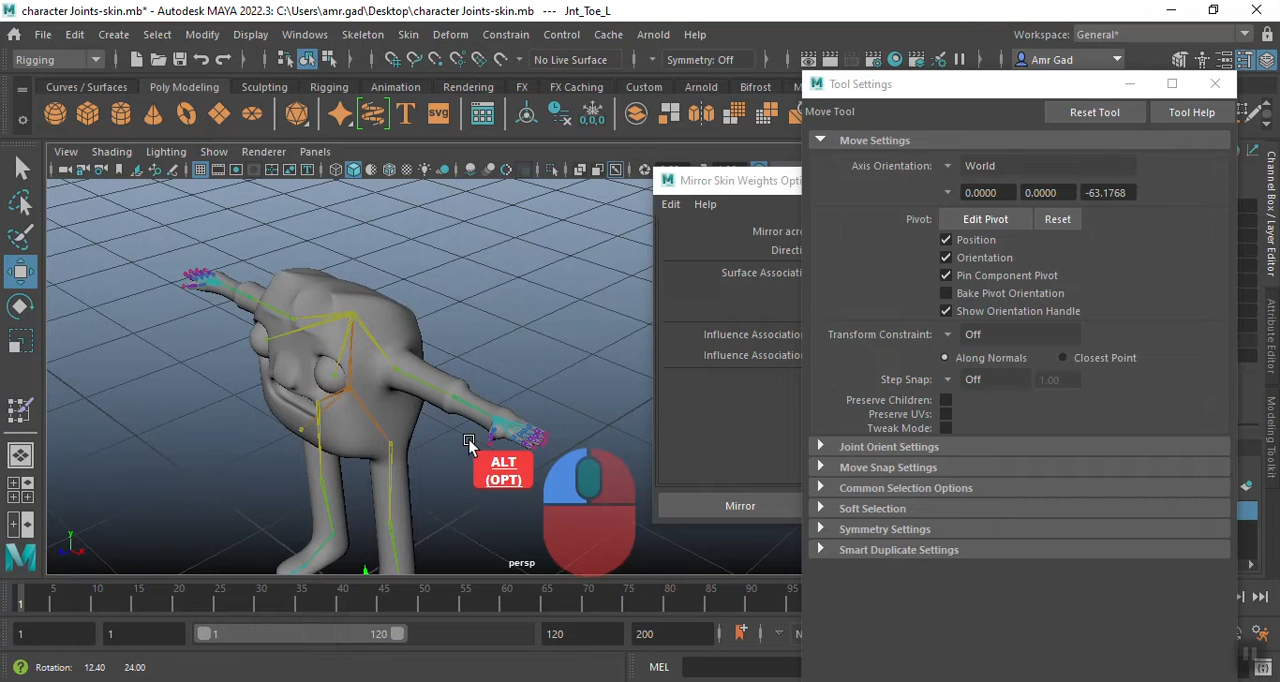 character Joints-skin.mb* - Autodesk MAYA 2022.3: C:\Users\amr.gad\Desktop\character Joints-skin.mb --- Jnt_Toe_L
File Edit Create Select Modify Display Windows Skeleton Skin Deform Constrain Control Cache Arnold Help Workspace: General*
Rigging No Live Surface Symmetry: Off Amr Gad
Curves / Surfaces Poly Modeling Sculpting Rigging Animation Rendering FX FX Caching Custom Arnold Bifrost
SVG 0,0,0
View Shading Lighting Show Renderer Panels
Tool Settings
Move Tool Reset Tool Tool Help
Move Settings
Axis Orientation: World
0.0000 0.0000 -63.1768
Pivot: Edit Pivot Reset
Position
Orientation
Pin Component Pivot
Bake Pivot Orientation
Show Orientation Handle
Transform Constraint: Off
Along Normals Closest Point
Step Snap: Off 1.00
Preserve Children:
Preserve UVs:
Tweak Mode:
Joint Orient Settings
Move Snap Settings
Common Selection Options
Soft Selection
Symmetry Settings
Smart Duplicate Settings
Mirror Skin Weights Opti
Edit Help
Mirror acro
Directi
Surface Associati
Influence Associatio
Influence Associatio
Mirror
Channel Box / Layer Editor
Modeling Toolkit
Attribute Editor
ALT
(OPT)
persp
y
z x
5 10 15 20 25 30 35 40 45 50 55 60 65 70 75 80 85 90 95
1
1 1 1 120 120 200 N
Rotation: 12.40 24.00 MEL